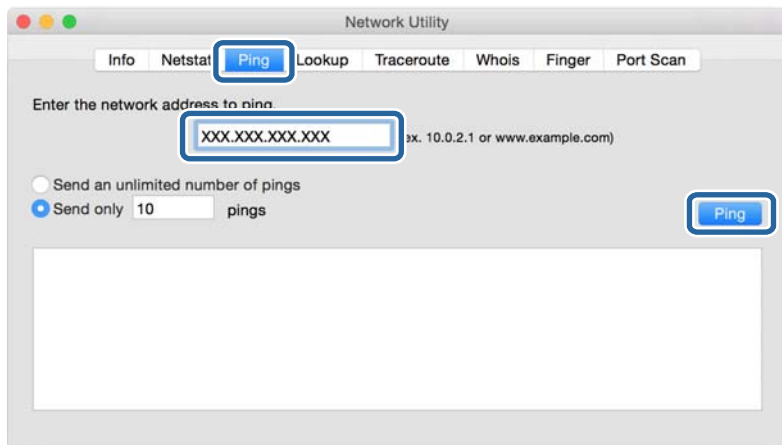 Network Utility
Info Netstat Ping Lookup Traceroute Whois Finger Port Scan
Enter the network address to ping.
XXX.XXX.XXX.XXX ex. 10.0.2.1 or www.example.com)
Send an unlimited number of pings
Send only 10 pings
Ping